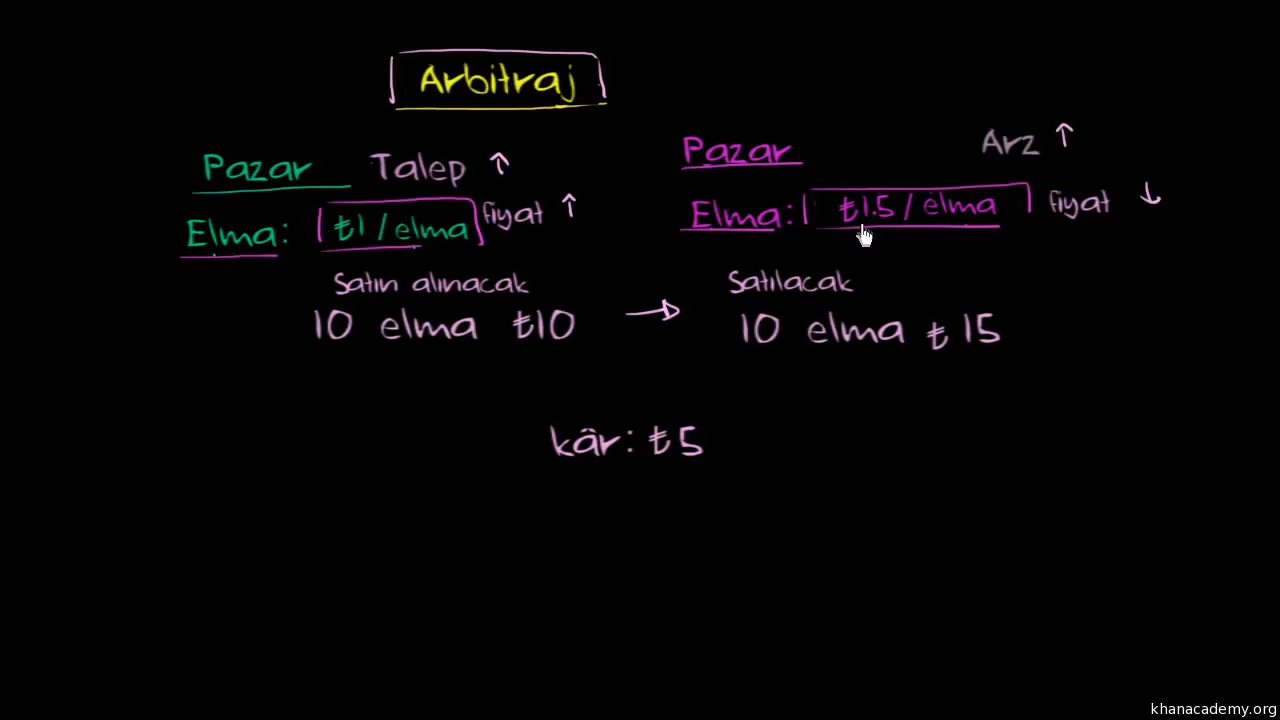 Arbitraj
Pazar Talep ↑
Elma: ₺1 / elma fiyat ↑
Satın alınacak
10 elma ₺10 →
Pazar Arz ↑
Elma: ₺1.5 / elma fiyat ↓
Satılacak
10 elma ₺ 15
kâr: ₺5
khanacademy.org